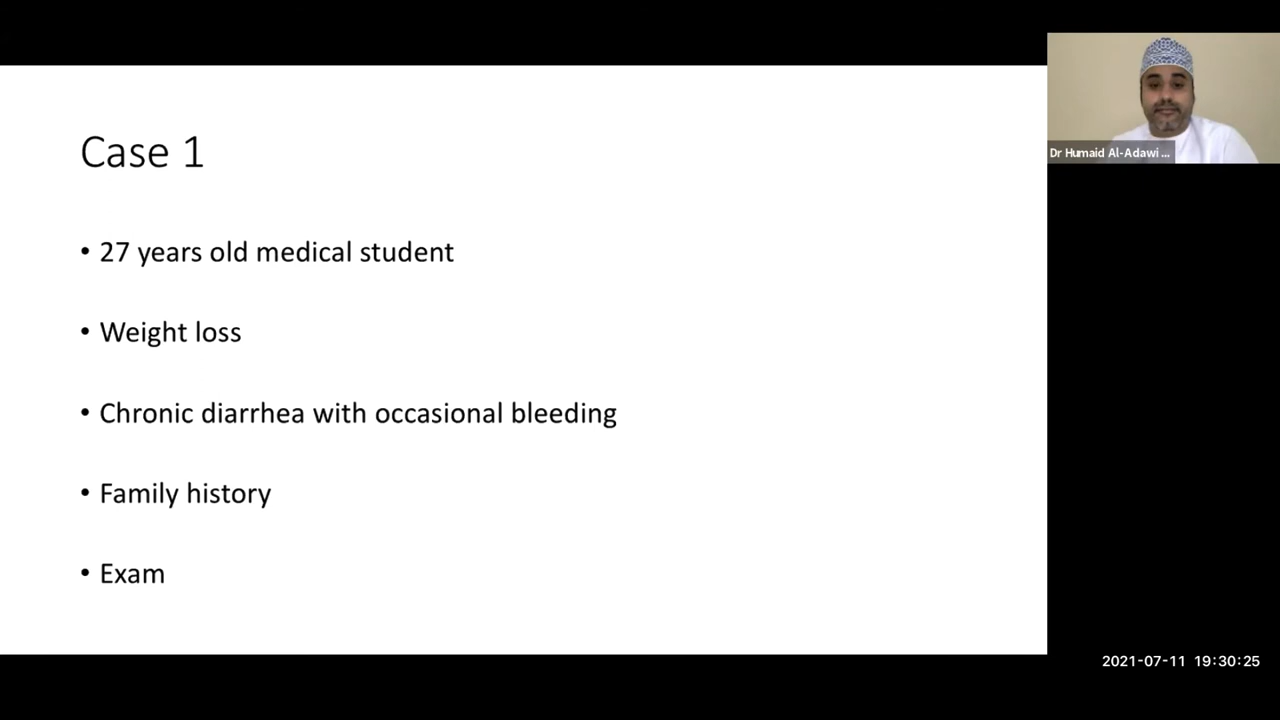 Case 1
• 27 years old medical student
• Weight loss
• Chronic diarrhea with occasional bleeding
• Family history
• Exam
Dr Humaid Al-Adawi ...
2021-07-11 19:30:25